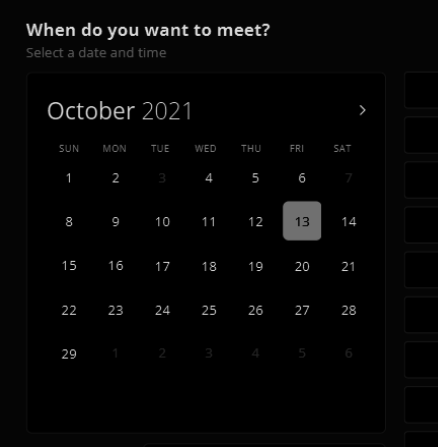 When do you want to meet?
Select a date and time
October 2021
SUN MON TUE WED THU FRI SAT
1 2 3 4 5 6 7
8 9 10 11 12 13 14
15 16 17 18 19 20 21
22 23 24 25 26 27 28
29 1 2 3 4 5 6